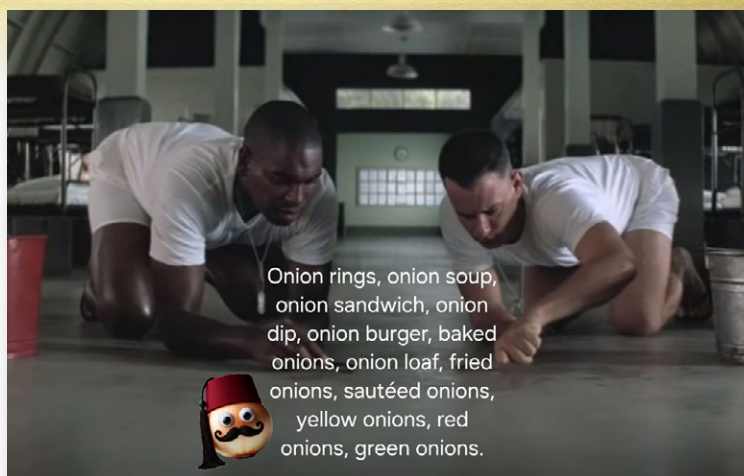 Onion rings, onion soup,
onion sandwich, onion
dip, onion burger, baked
onions, onion loaf, fried
onions, sautéed onions,
yellow onions, red
onions, green onions.